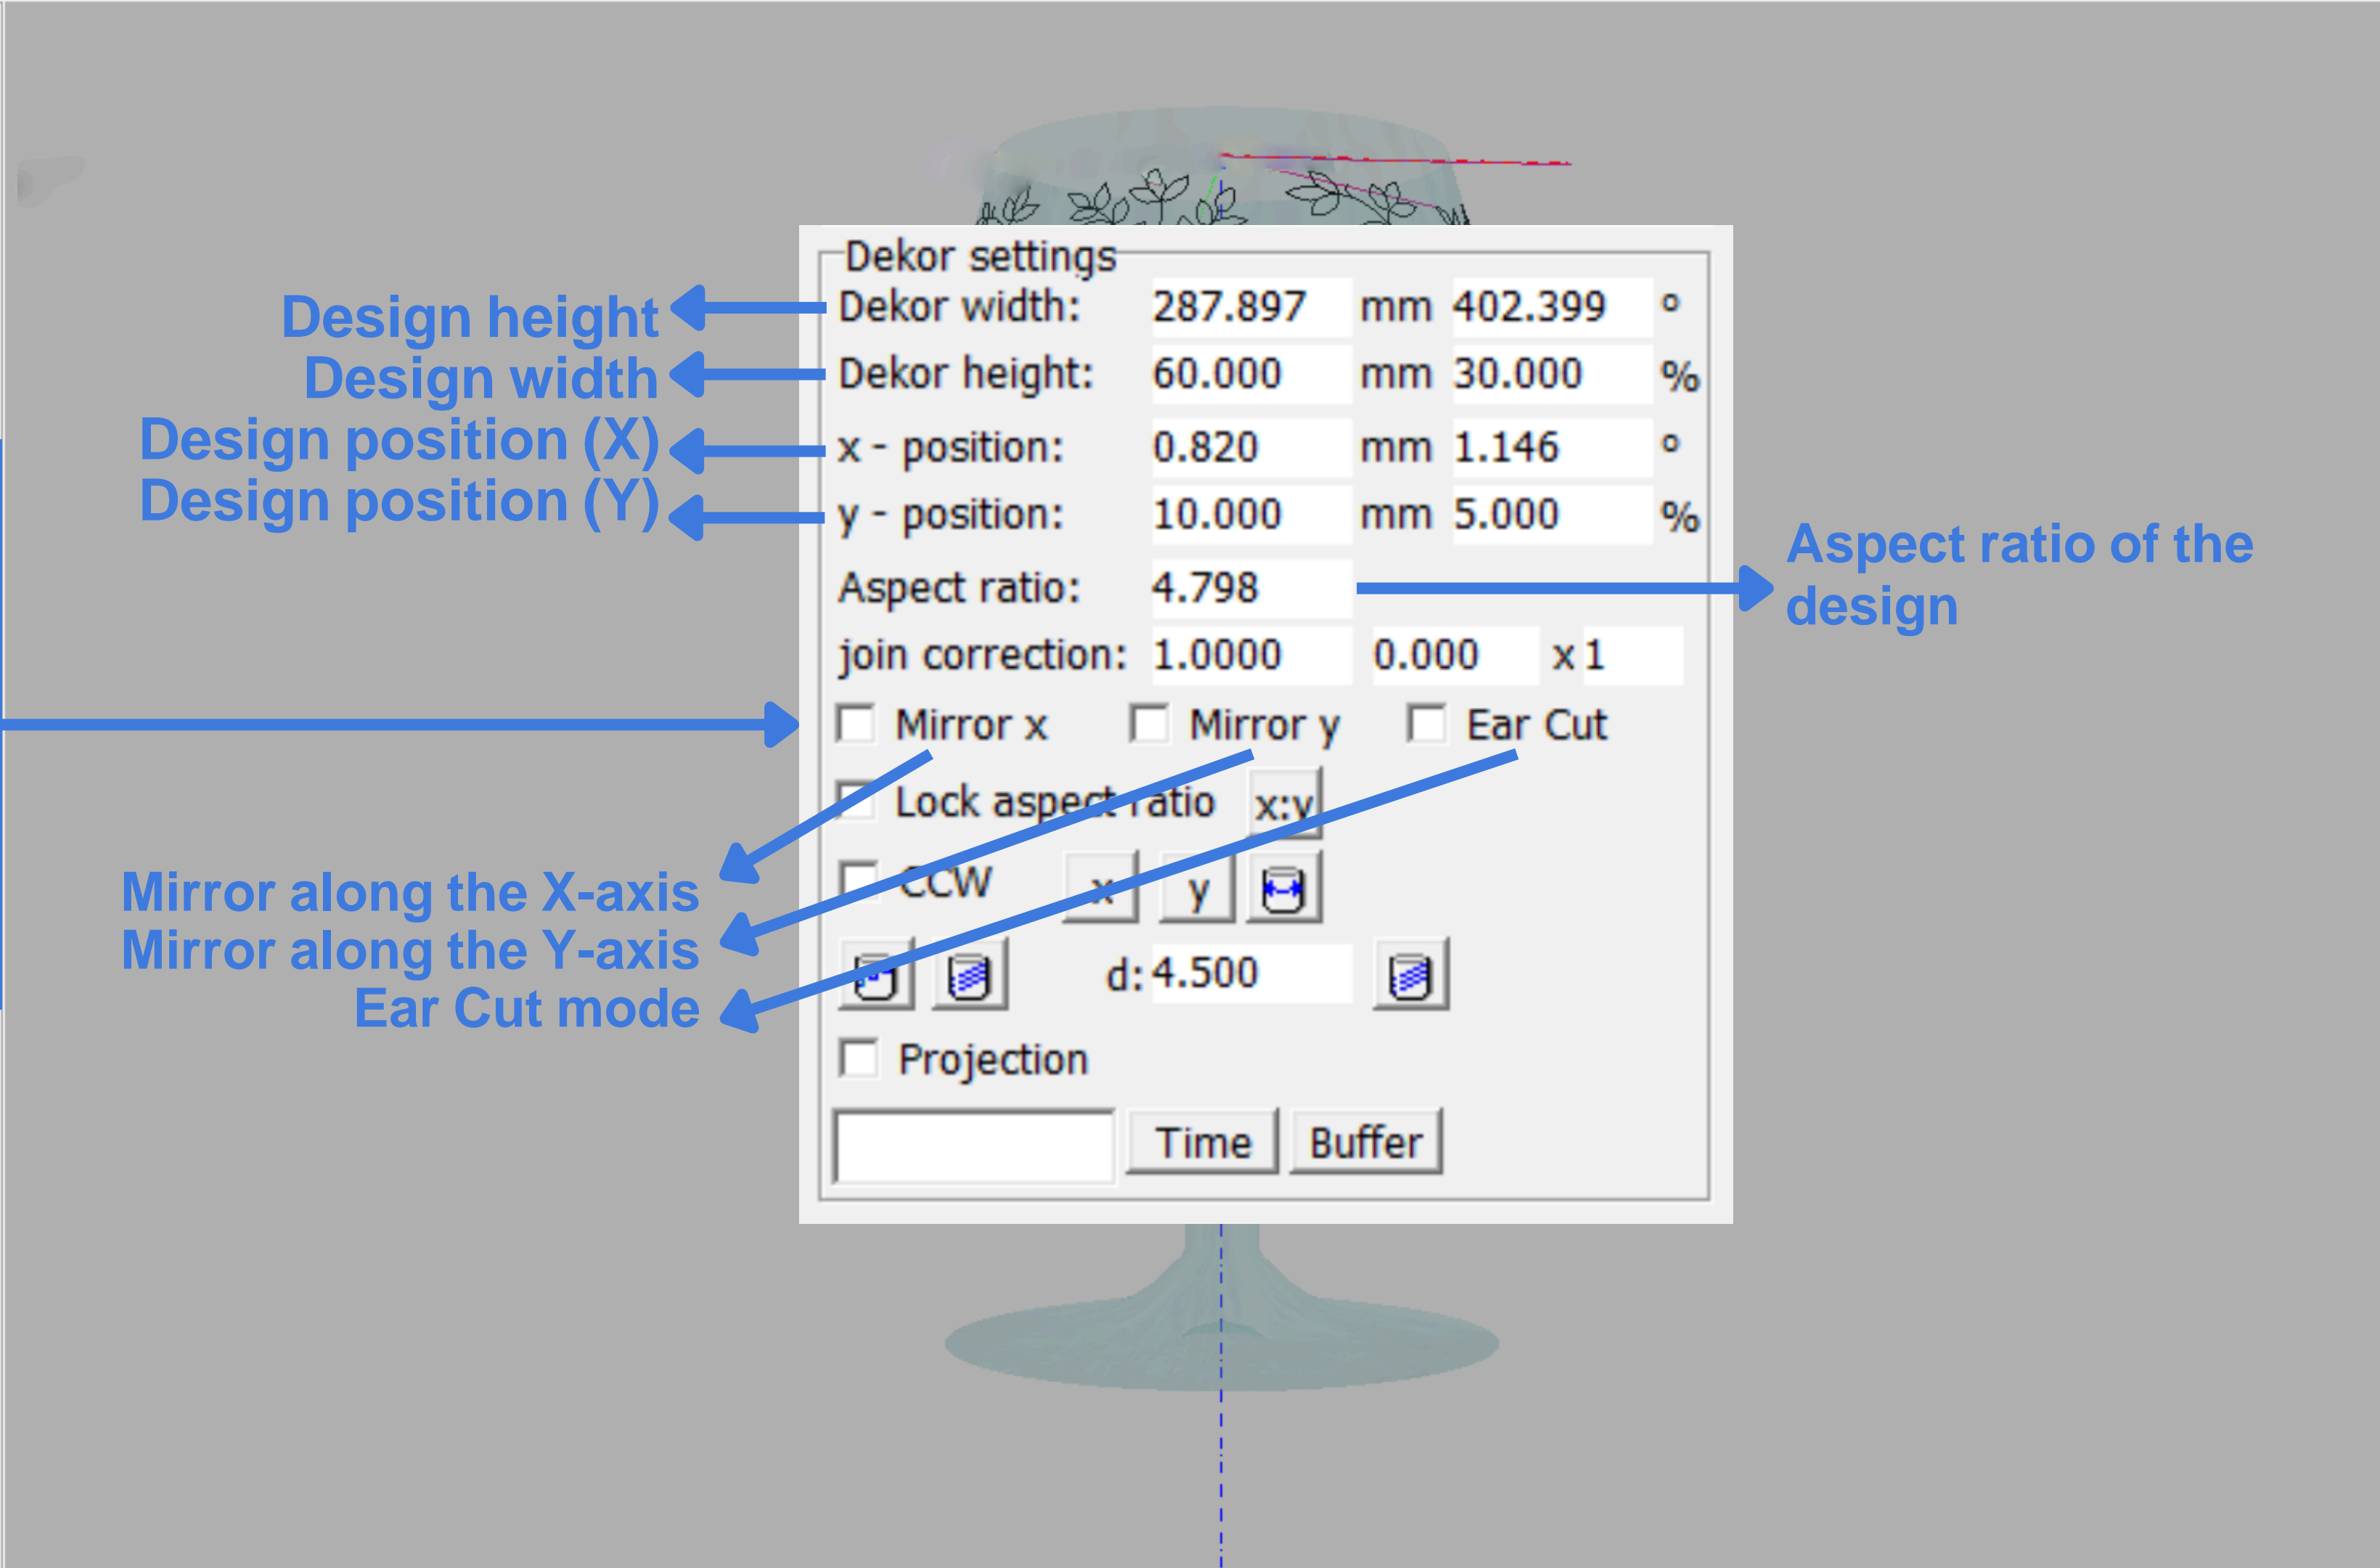 Dekor settings
Design height
Dekor width: 287.897 mm 402.399 °
Design width
Dekor height: 60.000 mm 30.000 %
Design position (X)
x - position: 0.820 mm 1.146 °
Design position (Y)
y - position: 10.000 mm 5.000 %
Aspect ratio: 4.798
Aspect ratio of the
design
join correction: 1.0000 0.000 x 1
Mirror x Mirror y Ear Cut
Lock aspect ratio x:y
CCW x y
Mirror along the X-axis
Mirror along the Y-axis
Ear Cut mode
d: 4.500
Projection
Time Buffer